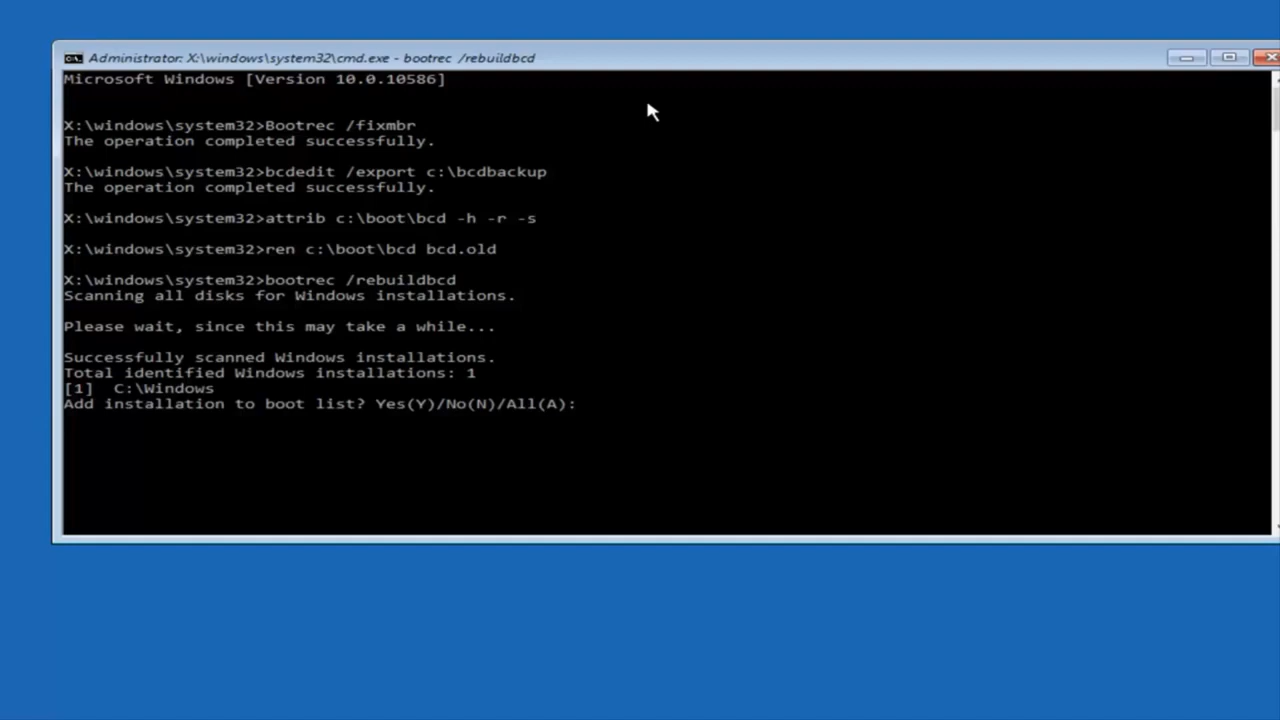 Administrator: X:\windows\system32\cmd.exe - bootrec /rebuildbcd
Microsoft Windows [Version 10.0.10586]
X:\windows\system32>Bootrec /fixmbr
The operation completed successfully.
X:\windows\system32>bcdedit /export c:\bcdbackup
The operation completed successfully.
X:\windows\system32>attrib c:\boot\bcd -h -r -s
X:\windows\system32>ren c:\boot\bcd bcd.old
X:\windows\system32>bootrec /rebuildbcd
Scanning all disks for Windows installations.
Please wait, since this may take a while...
Successfully scanned Windows installations.
Total identified Windows installations: 1
[1]  C:\Windows
Add installation to boot list? Yes(Y)/No(N)/All(A):